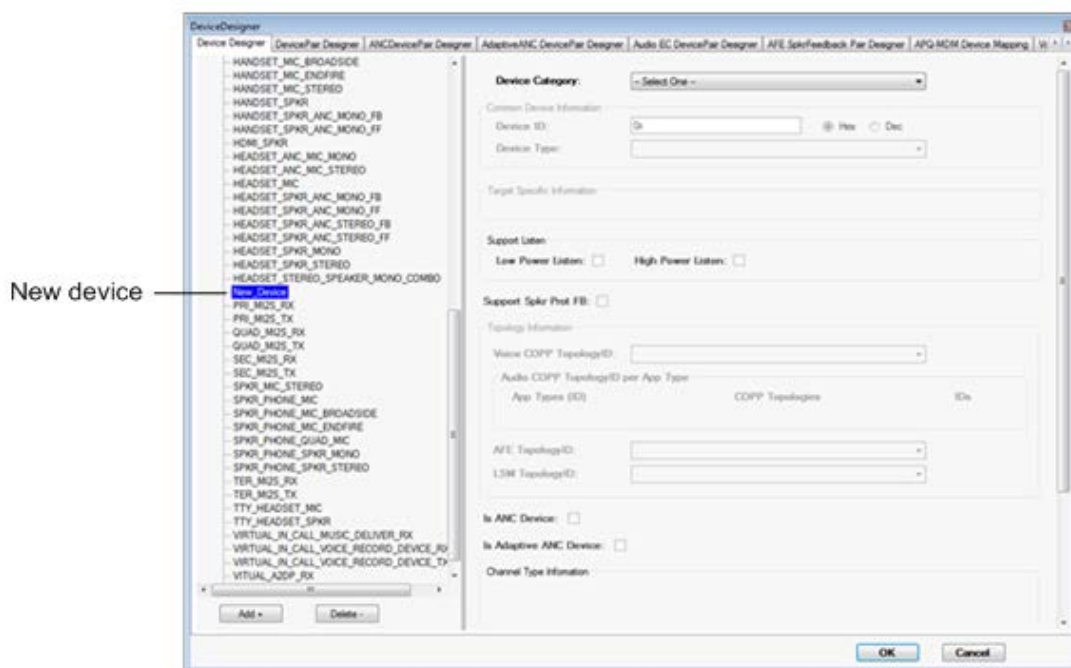 DeviceDesigner
Device Designer DevicePair Designer ANCDevicePair Designer AdaptiveANC DevicePair Designer Audio EC DevicePair Designer AFE SpkrFeedback Pair Designer APQ-MDM Device Mapping
HANDSET_MIC_BROADSIDE
HANDSET_MIC_ENDFIRE
HANDSET_MIC_STEREO
HANDSET_SPKR
HANDSET_SPKR_ANC_MONO_FB
HANDSET_SPKR_ANC_MONO_FF
HDMI_SPKR
HEADSET_ANC_MIC_MONO
HEADSET_ANC_MIC_STEREO
HEADSET_MIC
HEADSET_SPKR_ANC_MONO_FB
HEADSET_SPKR_ANC_MONO_FF
HEADSET_SPKR_ANC_STEREO_FB
HEADSET_SPKR_ANC_STEREO_FF
HEADSET_SPKR_MONO
HEADSET_SPKR_STEREO
HEADSET_STEREO_SPEAKER_MONO_COMBO
New device
New_Device
PRI_MI2S_RX
PRI_MI2S_TX
QUAD_MI2S_RX
QUAD_MI2S_TX
SEC_MI2S_RX
SEC_MI2S_TX
SPKR_MIC_STEREO
SPKR_PHONE_MIC
SPKR_PHONE_MIC_BROADSIDE
SPKR_PHONE_MIC_ENDFIRE
SPKR_PHONE_QUAD_MIC
SPKR_PHONE_SPKR_MONO
SPKR_PHONE_SPKR_STEREO
TER_MI2S_RX
TER_MI2S_TX
TTY_HEADSET_MIC
TTY_HEADSET_SPKR
VIRTUAL_IN_CALL_MUSIC_DELIVER_RX
VIRTUAL_IN_CALL_VOICE_RECORD_DEVICE_RX
VIRTUAL_IN_CALL_VOICE_RECORD_DEVICE_TX
VITUAL_A2DP_RX
Add +
Delete -
Device Category: -- Select One --
Common Device Information
Device ID: 0x Hex Dec
Device Type:
Target Specific Information
Support Listen
Low Power Listen: High Power Listen:
Support Spkr Prot FB:
Topology Information
Voice COPP TopologyID:
Audio COPP TopologyID per App Type
App Types (ID) COPP Topologies IDs
AFE TopologyID:
LSM TopologyID:
Is ANC Device:
Is Adaptive ANC Device:
Channel Type Infomation
OK Cancel